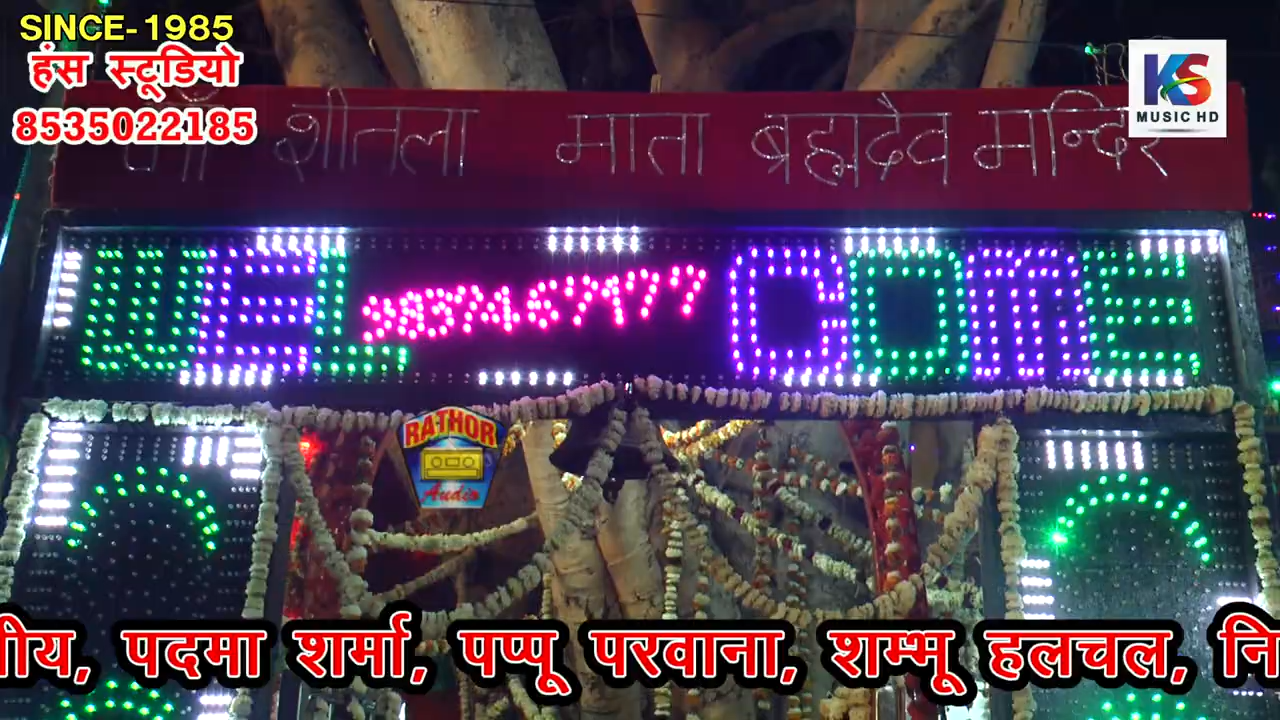 SINCE-1985
हंस स्टूडियो
8535022185
KS
MUSIC HD
माँ शीतला माता ब्रह्मदेव मन्दिर
WEL COME
RATHOR
Audio
पदमा शर्मा, पप्पू परवाना, शम्भू हलचल,